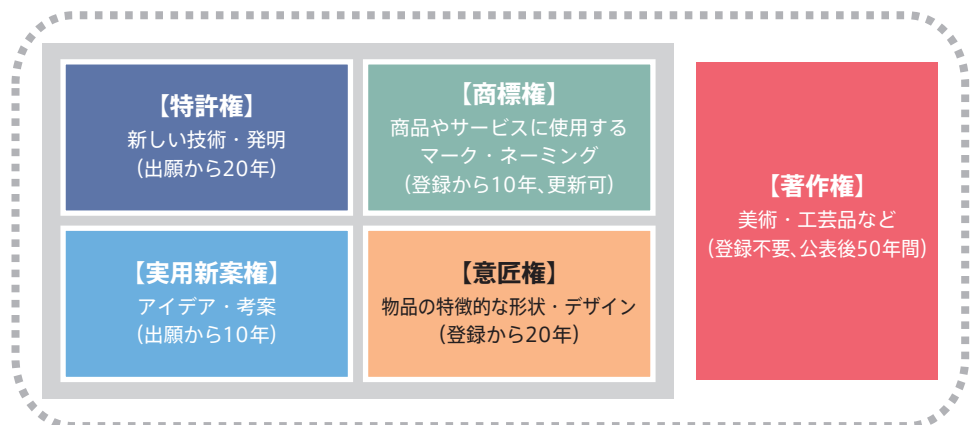 【特許権】
新しい技術・発明
(出願から20年)
【商標権】
商品やサービスに使用する
マーク・ネーミング
(登録から10年、更新可)
【実用新案権】
アイデア・考案
(出願から10年)
【意匠権】
物品の特徴的な形状・デザイン
(登録から20年)
【著作権】
美術・工芸品など
(登録不要、公表後50年間)